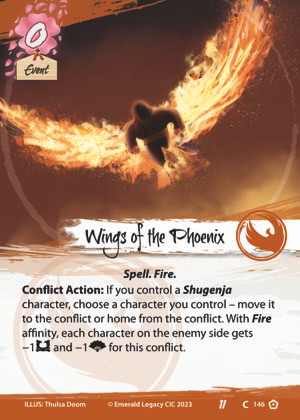 0
Event
Wings of the Phoenix
Spell. Fire.
Conflict Action: If you control a Shugenja
character, choose a character you control – move it
to the conflict or home from the conflict. With Fire
affinity, each character on the enemy side gets
−1 and −1 for this conflict.
ILLUS: Thulsa Doom © Emerald Legacy CIC 2023 C 146